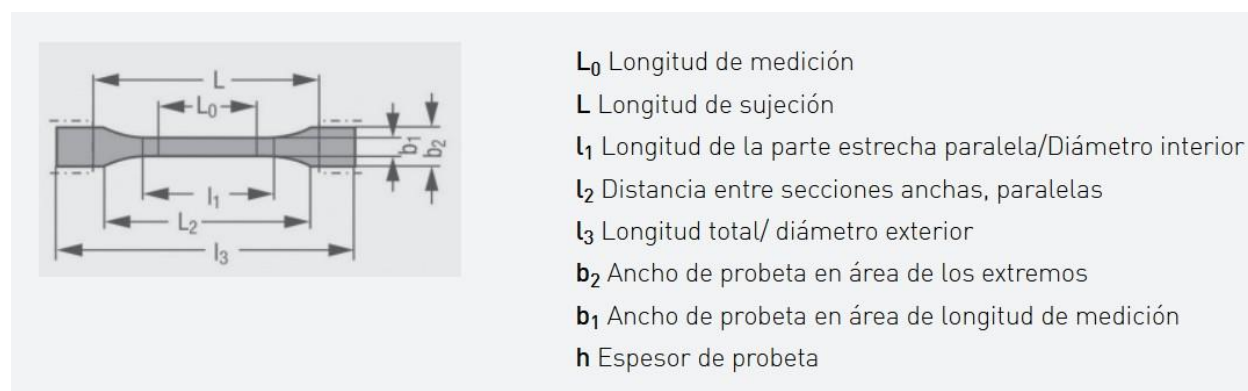 L
L₀
b₁
b₂
l₁
L₂
l₃
L₀ Longitud de medición
L Longitud de sujeción
l₁ Longitud de la parte estrecha paralela/Diámetro interior
l₂ Distancia entre secciones anchas, paralelas
l₃ Longitud total/ diámetro exterior
b₂ Ancho de probeta en área de los extremos
b₁ Ancho de probeta en área de longitud de medición
h Espesor de probeta